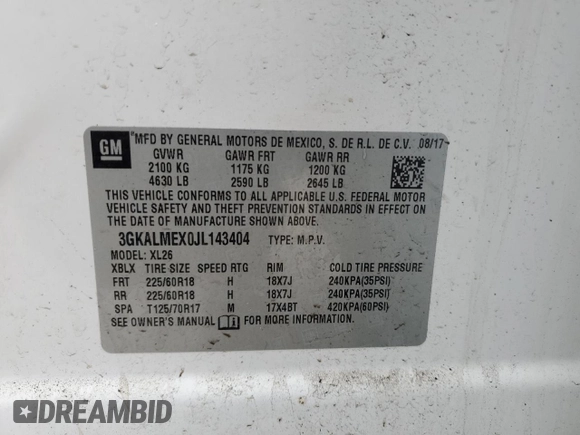 GM
*MFD BY GENERAL MOTORS DE MEXICO, S. DE R.L. DE C.V. 08/17
GVWR GAWR FRT GAWR RR
2100 KG 1175 KG 1200 KG
4630 LB 2590 LB 2645 LB
THIS VEHICLE CONFORMS TO ALL APPLICABLE U.S. FEDERAL MOTOR
VEHICLE SAFETY AND THEFT PREVENTION STANDARDS IN EFFECT ON
THE DATE OF MANUFACTURE SHOWN ABOVE.
3GKALMEX0JL143404 TYPE: M.P.V.
MODEL: XL26
XBLX TIRE SIZE SPEED RTG RIM COLD TIRE PRESSURE
FRT 225/60R18 H 18X7J 240KPA(35PSI)
RR 225/60R18 H 18X7J 240KPA(35PSI)
SPA T125/70R17 M 17X4BT 420KPA(60PSI)
SEE OWNER'S MANUAL FOR MORE INFORMATION.
DREAMBID